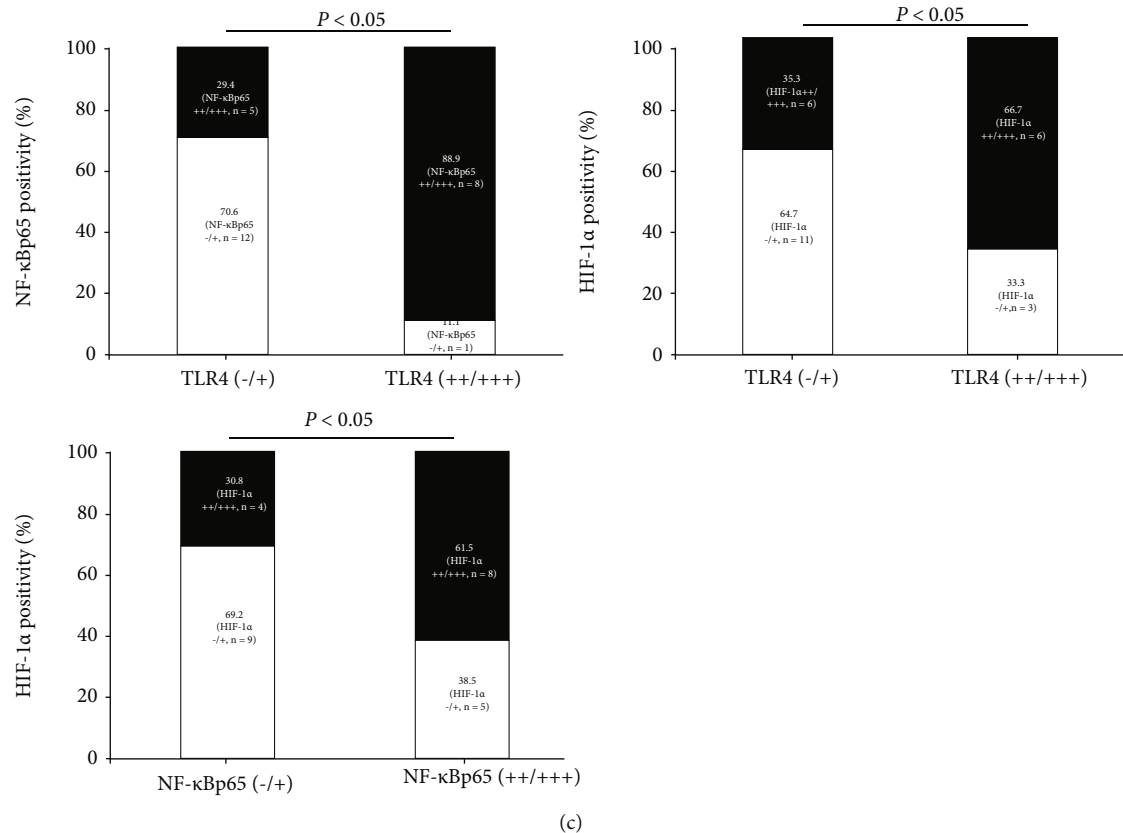 P < 0.05
NF-κBp65 positivity (%)
100
80
60
40
20
0
29.4
(NF-κBp65
++/+++, n = 5)
70.6
(NF-κBp65
-/+, n = 12)
88.9
(NF-κBp65
++/+++, n = 8)
11.1
(NF-κBp65
-/+, n = 1)
TLR4 (-/+)
TLR4 (++/+++)
P < 0.05
HIF-1α positivity (%)
100
80
60
40
20
0
35.3
(HIF-1α++/
+++, n = 6)
64.7
(HIF-1α
-/+, n = 11)
66.7
(HIF-1α
++/+++, n = 6)
33.3
(HIF-1α
-/+,n = 3)
TLR4 (-/+)
TLR4 (++/+++)
P < 0.05
HIF-1α positivity (%)
100
80
60
40
20
0
30.8
(HIF-1α
++/+++, n = 4)
69.2
(HIF-1α
-/+, n = 9)
61.5
(HIF-1α
++/+++, n = 8)
38.5
(HIF-1α
-/+, n = 5)
NF-κBp65 (-/+)
NF-κBp65 (++/+++)
(c)